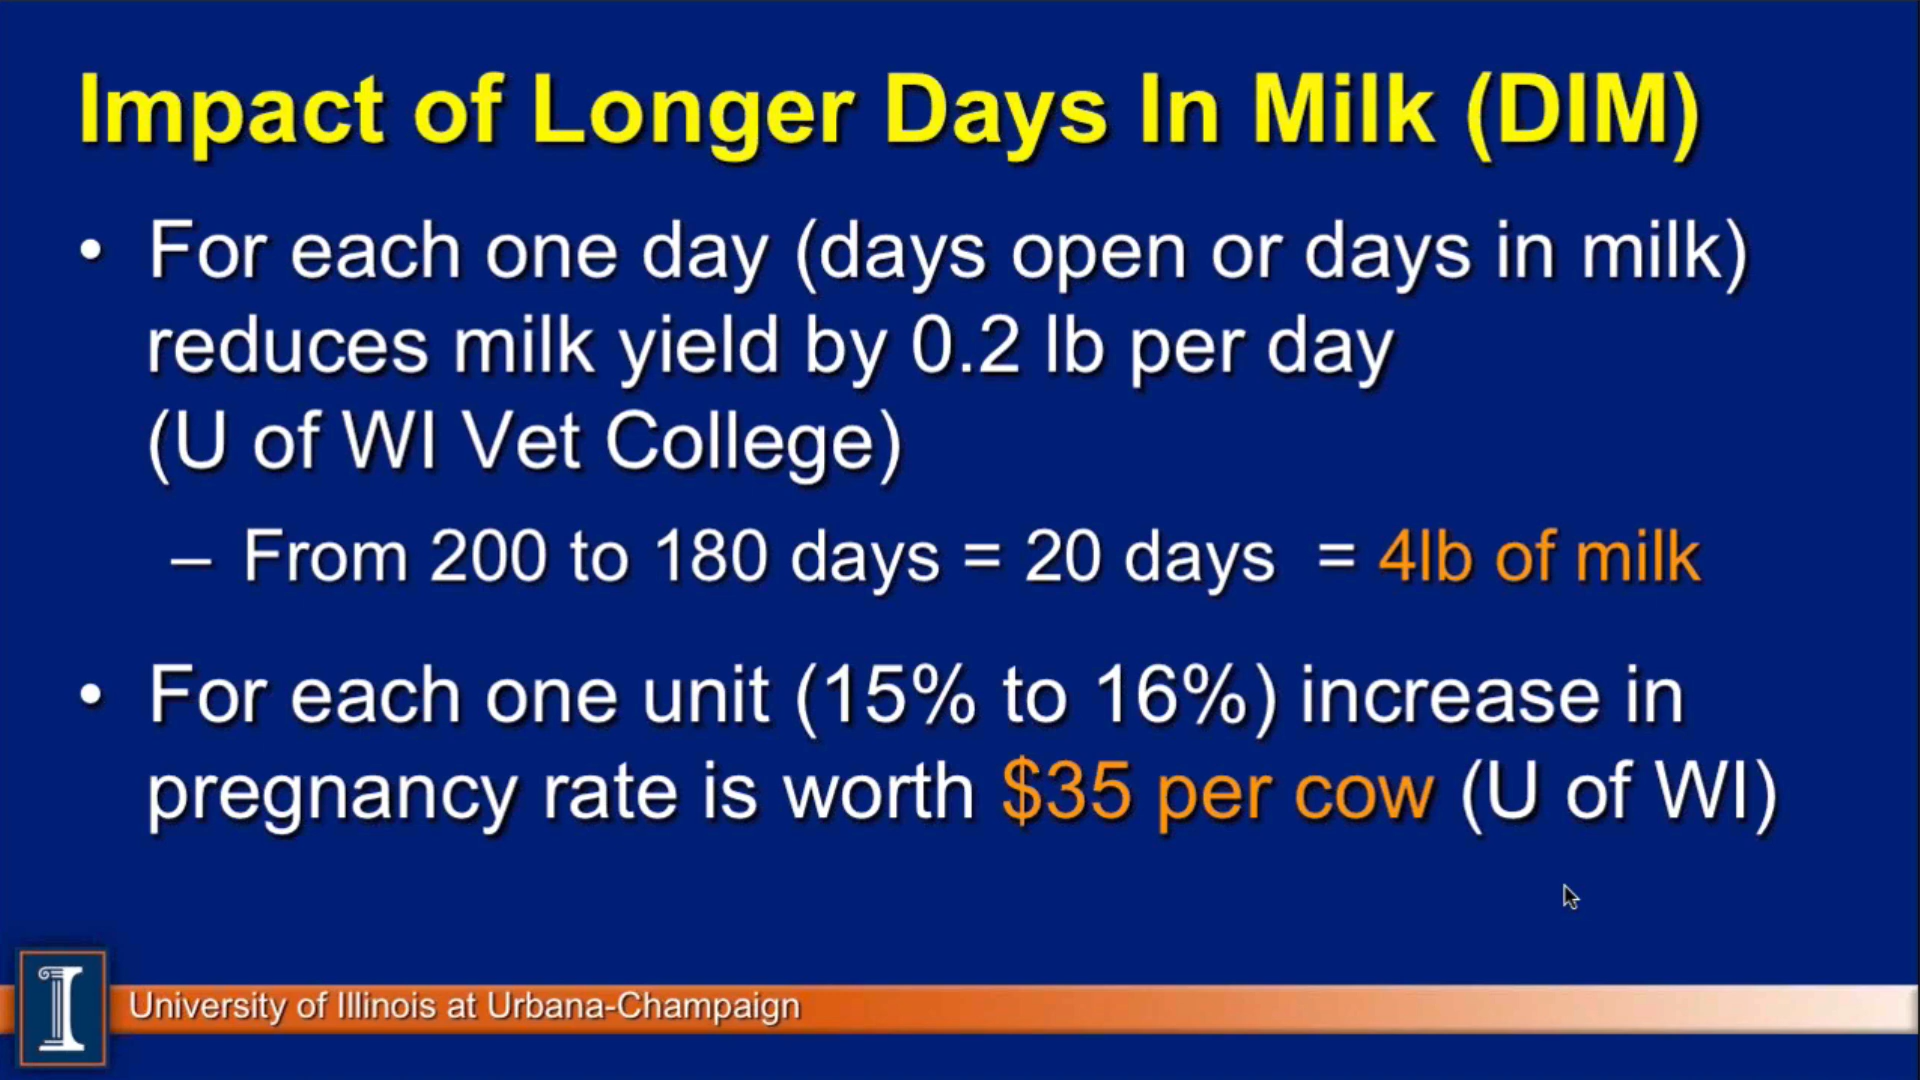 Impact of Longer Days In Milk (DIM)
• For each one day (days open or days in milk)
reduces milk yield by 0.2 lb per day
(U of WI Vet College)
– From 200 to 180 days = 20 days  = 4lb of milk
• For each one unit (15% to 16%) increase in
pregnancy rate is worth $35 per cow (U of WI)
I
University of Illinois at Urbana-Champaign